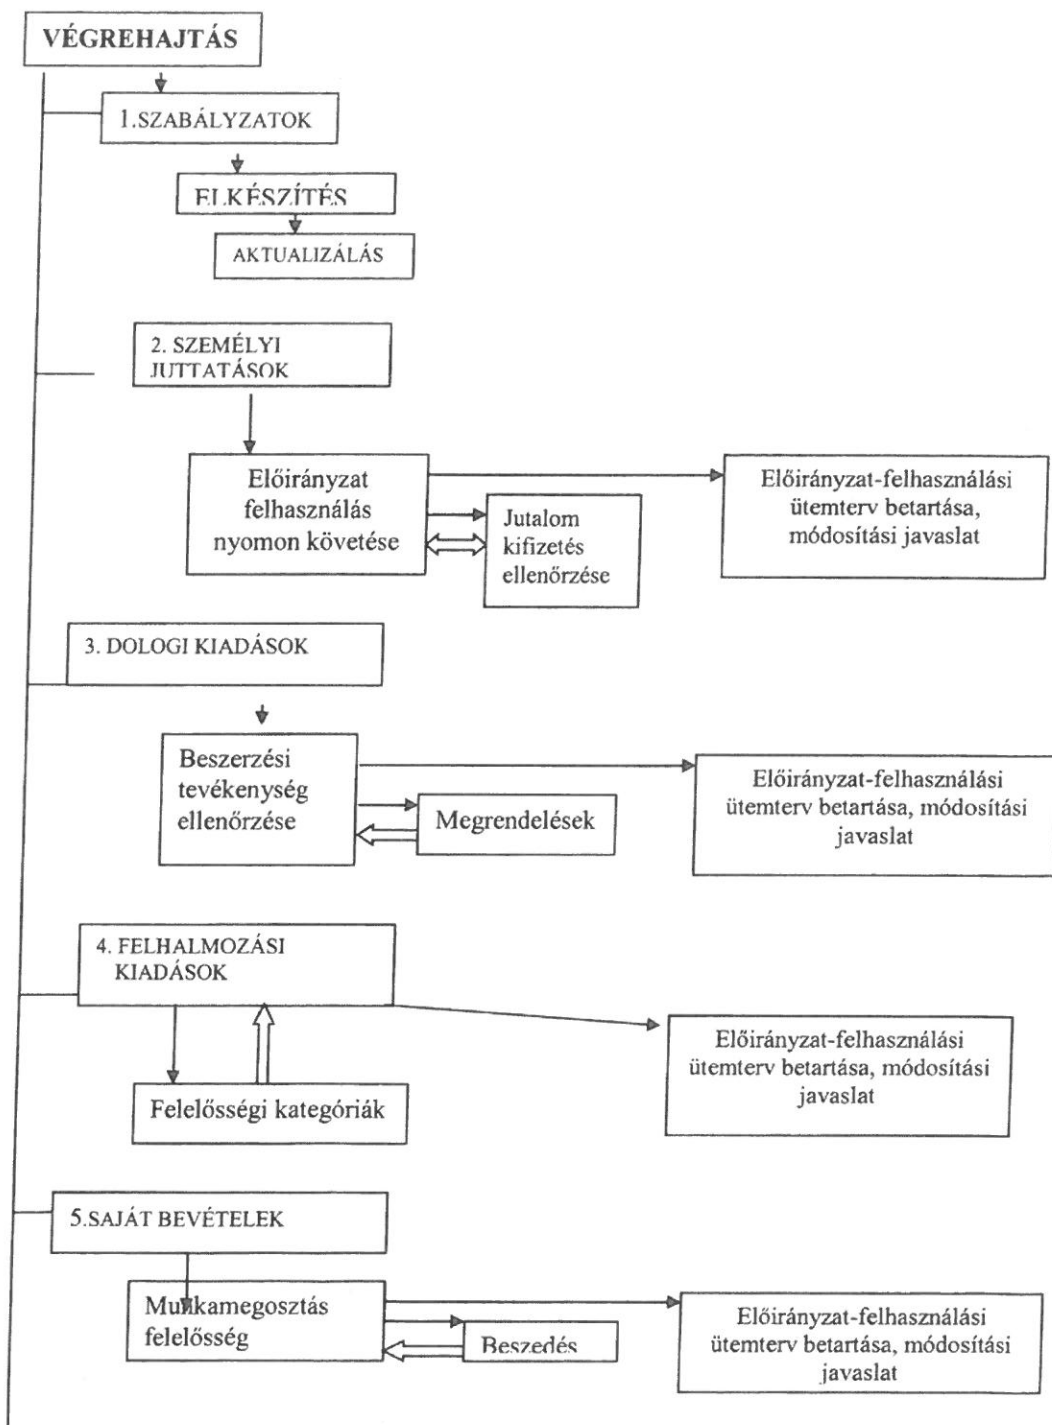 VÉGREHAJTÁS
1.SZABÁLYZATOK
ELKÉSZÍTÉS
AKTUALIZÁLÁS
2. SZEMÉLYI
JUTTATÁSOK
Előirányzat
felhasználás
nyomon követése
Jutalom
kifizetés
ellenőrzése
Előirányzat-felhasználási
ütemterv betartása,
módosítási javaslat
3. DOLOGI KIADÁSOK
Beszerzési
tevékenység
ellenőrzése
Megrendelések
Előirányzat-felhasználási
ütemterv betartása, módosítási
javaslat
4. FELHALMOZÁSI
KIADÁSOK
Előirányzat-felhasználási
ütemterv betartása, módosítási
javaslat
Felelősségi kategóriák
5.SAJÁT BEVÉTELEK
Munkamegosztás
felelősség
Beszedés
Előirányzat-felhasználási
ütemterv betartása, módosítási
javaslat